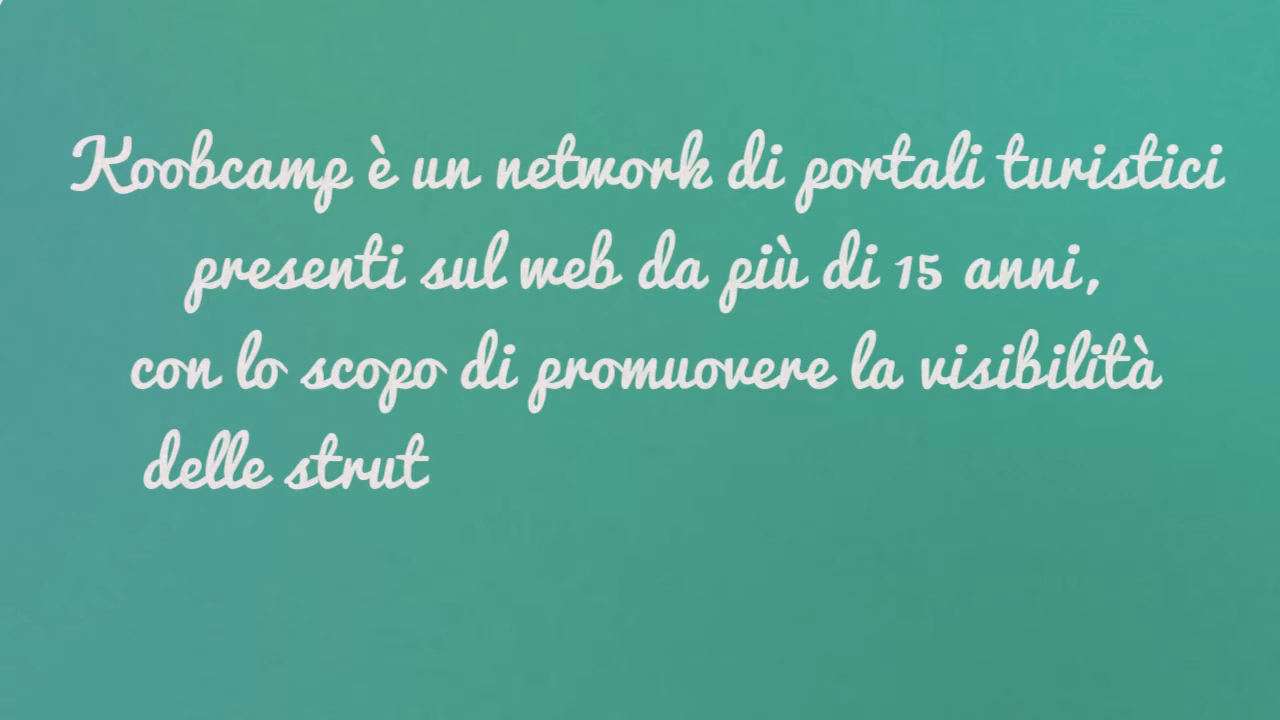 Koobcamp è un network di portali turistici
presenti sul web da più di 15 anni,
con lo scopo di promuovere la visibilità
delle strut